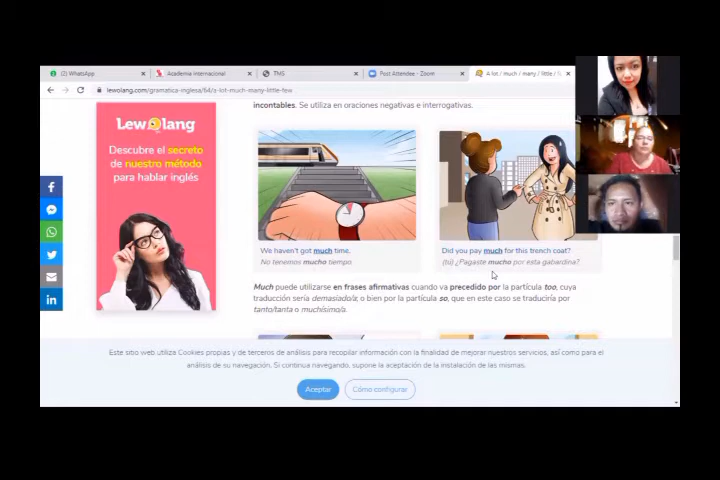 (2) WhatsApp
Academia Internacional
TMS
Post Attendee - Zoom
A lot / much / many / little / f
lewolang.com/gramatica-inglesa/64/a-lot-much-many-little-few
incontables. Se utiliza en oraciones negativas e interrogativas.
Lewolang
Descubre el secreto
de nuestro método
para hablar inglés
We haven't got much time.
No tenemos mucho tiempo
Did you pay much for this trench coat?
(tú) ¿Pagaste mucho por esta gabardina?
Much puede utilizarse en frases afirmativas cuando va precedido por la partícula too, cuya
traducción sería demasiado/a; o bien por la partícula so, que en este caso se traduciría por
tanto/tanta o muchísimo/a.
Este sitio web utiliza Cookies propias y de terceros de análisis para recopilar información con la finalidad de mejorar nuestros servicios, así como para el
análisis de su navegación. Si continua navegando, supone la aceptación de la instalación de las mismas.
Aceptar
Cómo configurar